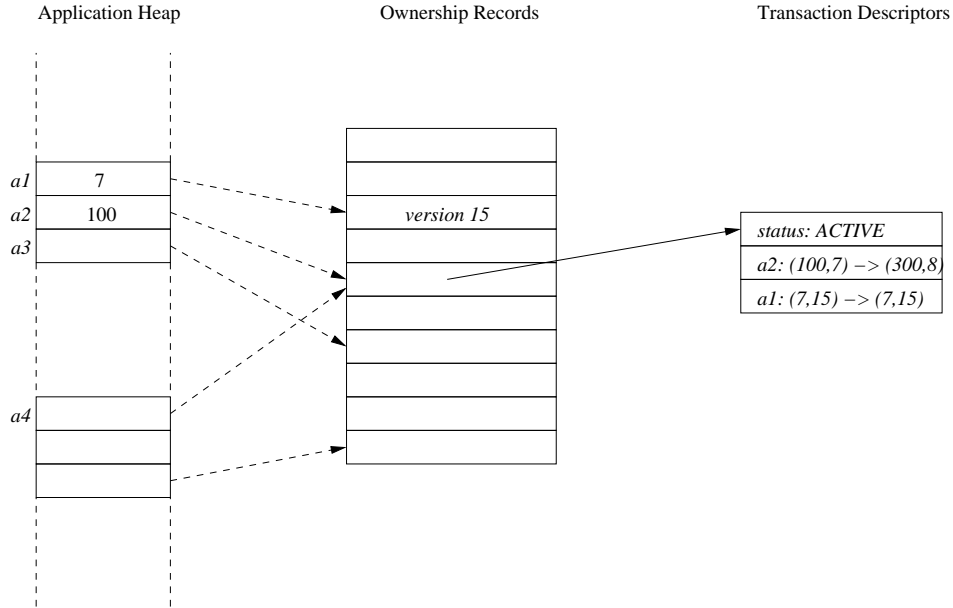 Application Heap
Ownership Records
Transaction Descriptors
a1
7
a2
100
version 15
a3
a4
status: ACTIVE
a2: (100,7) −> (300,8)
a1: (7,15) −> (7,15)